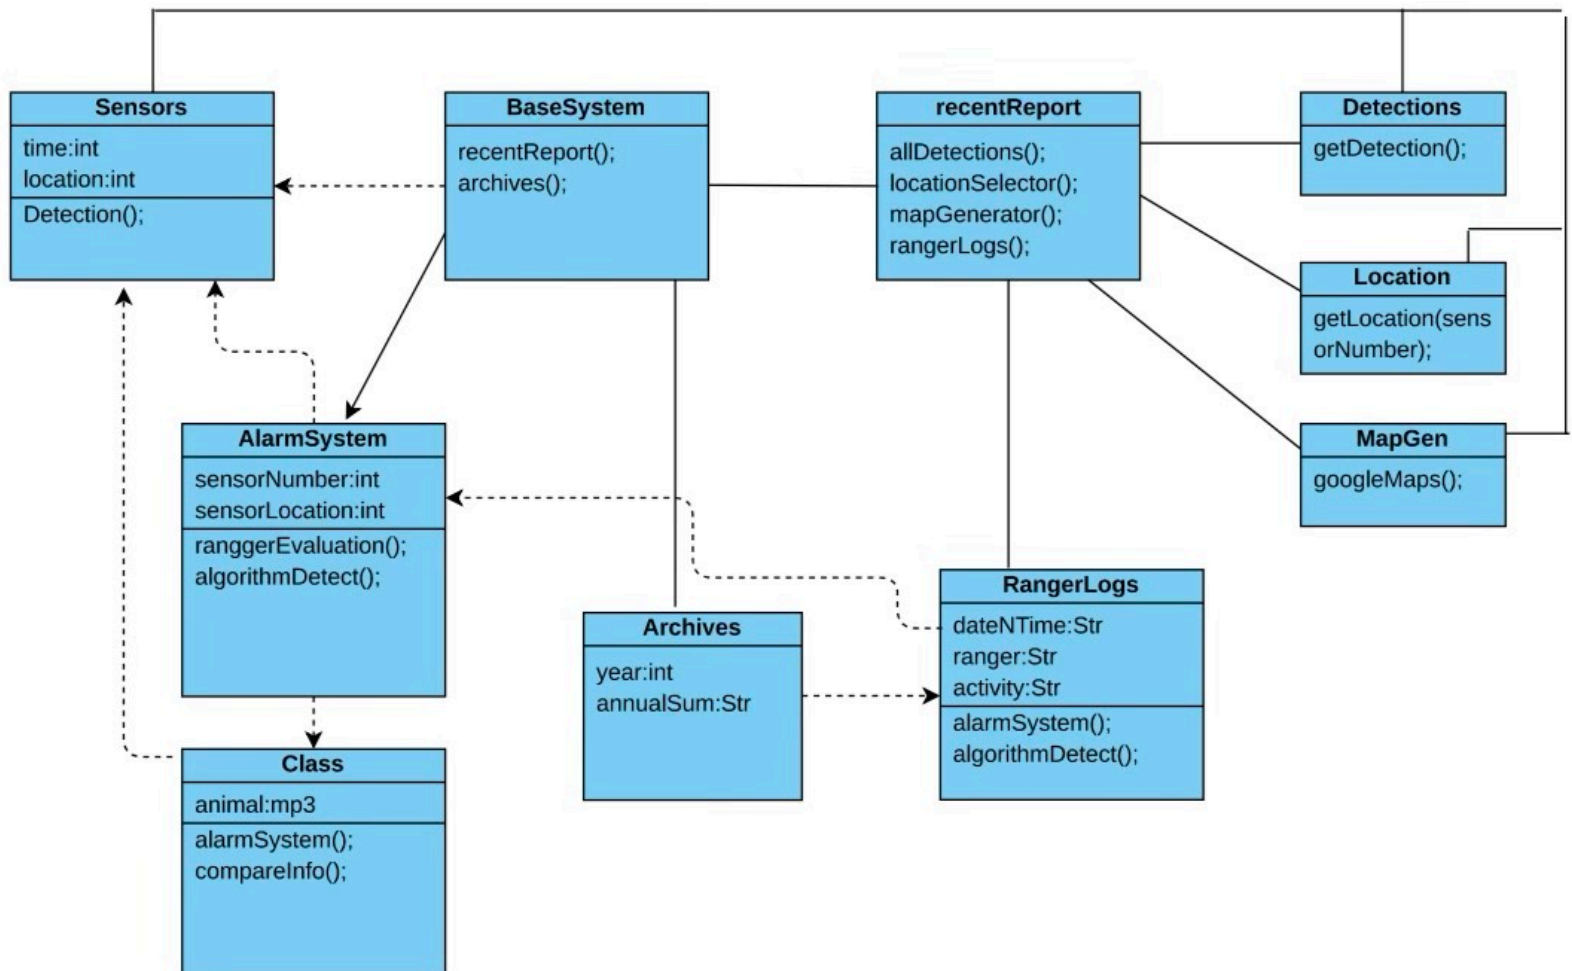 Sensors
time:int
location:int
Detection();
BaseSystem
recentReport();
archives();
recentReport
allDetections();
locationSelector();
mapGenerator();
rangerLogs();
Detections
getDetection();
Location
getLocation(sens
orNumber);
AlarmSystem
sensorNumber:int
sensorLocation:int
ranggerEvaluation();
algorithmDetect();
MapGen
googleMaps();
Archives
year:int
annualSum:Str
RangerLogs
dateNTime:Str
ranger:Str
activity:Str
alarmSystem();
algorithmDetect();
Class
animal:mp3
alarmSystem();
compareInfo();